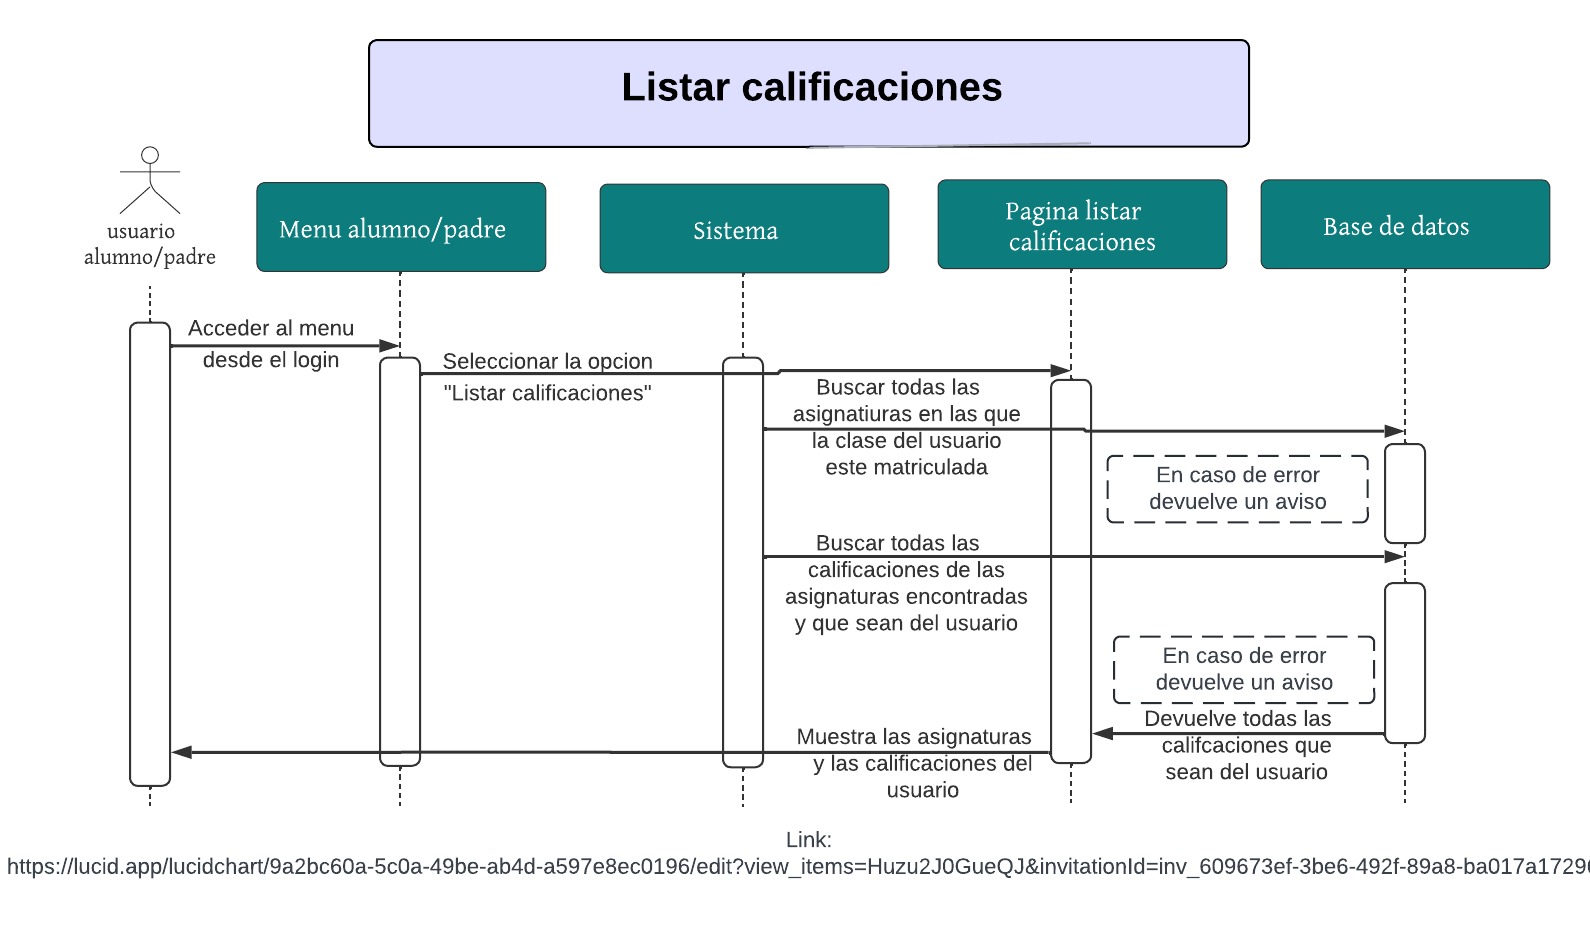 Listar calificaciones
usuario
alumno/padre
Menu alumno/padre
Sistema
Pagina listar
calificaciones
Base de datos
Acceder al menu
desde el login
Seleccionar la opcion
"Listar calificaciones"
Buscar todas las
asignatiuras en las que
la clase del usuario
este matriculada
En caso de error
devuelve un aviso
Buscar todas las
calificaciones de las
asignaturas encontradas
y que sean del usuario
En caso de error
devuelve un aviso
Devuelve todas las
califcaciones que
sean del usuario
Muestra las asignaturas
y las calificaciones del
usuario
Link:
https://lucid.app/lucidchart/9a2bc60a-5c0a-49be-ab4d-a597e8ec0196/edit?view_items=Huzu2J0GueQJ&invitationId=inv_609673ef-3be6-492f-89a8-ba017a1729